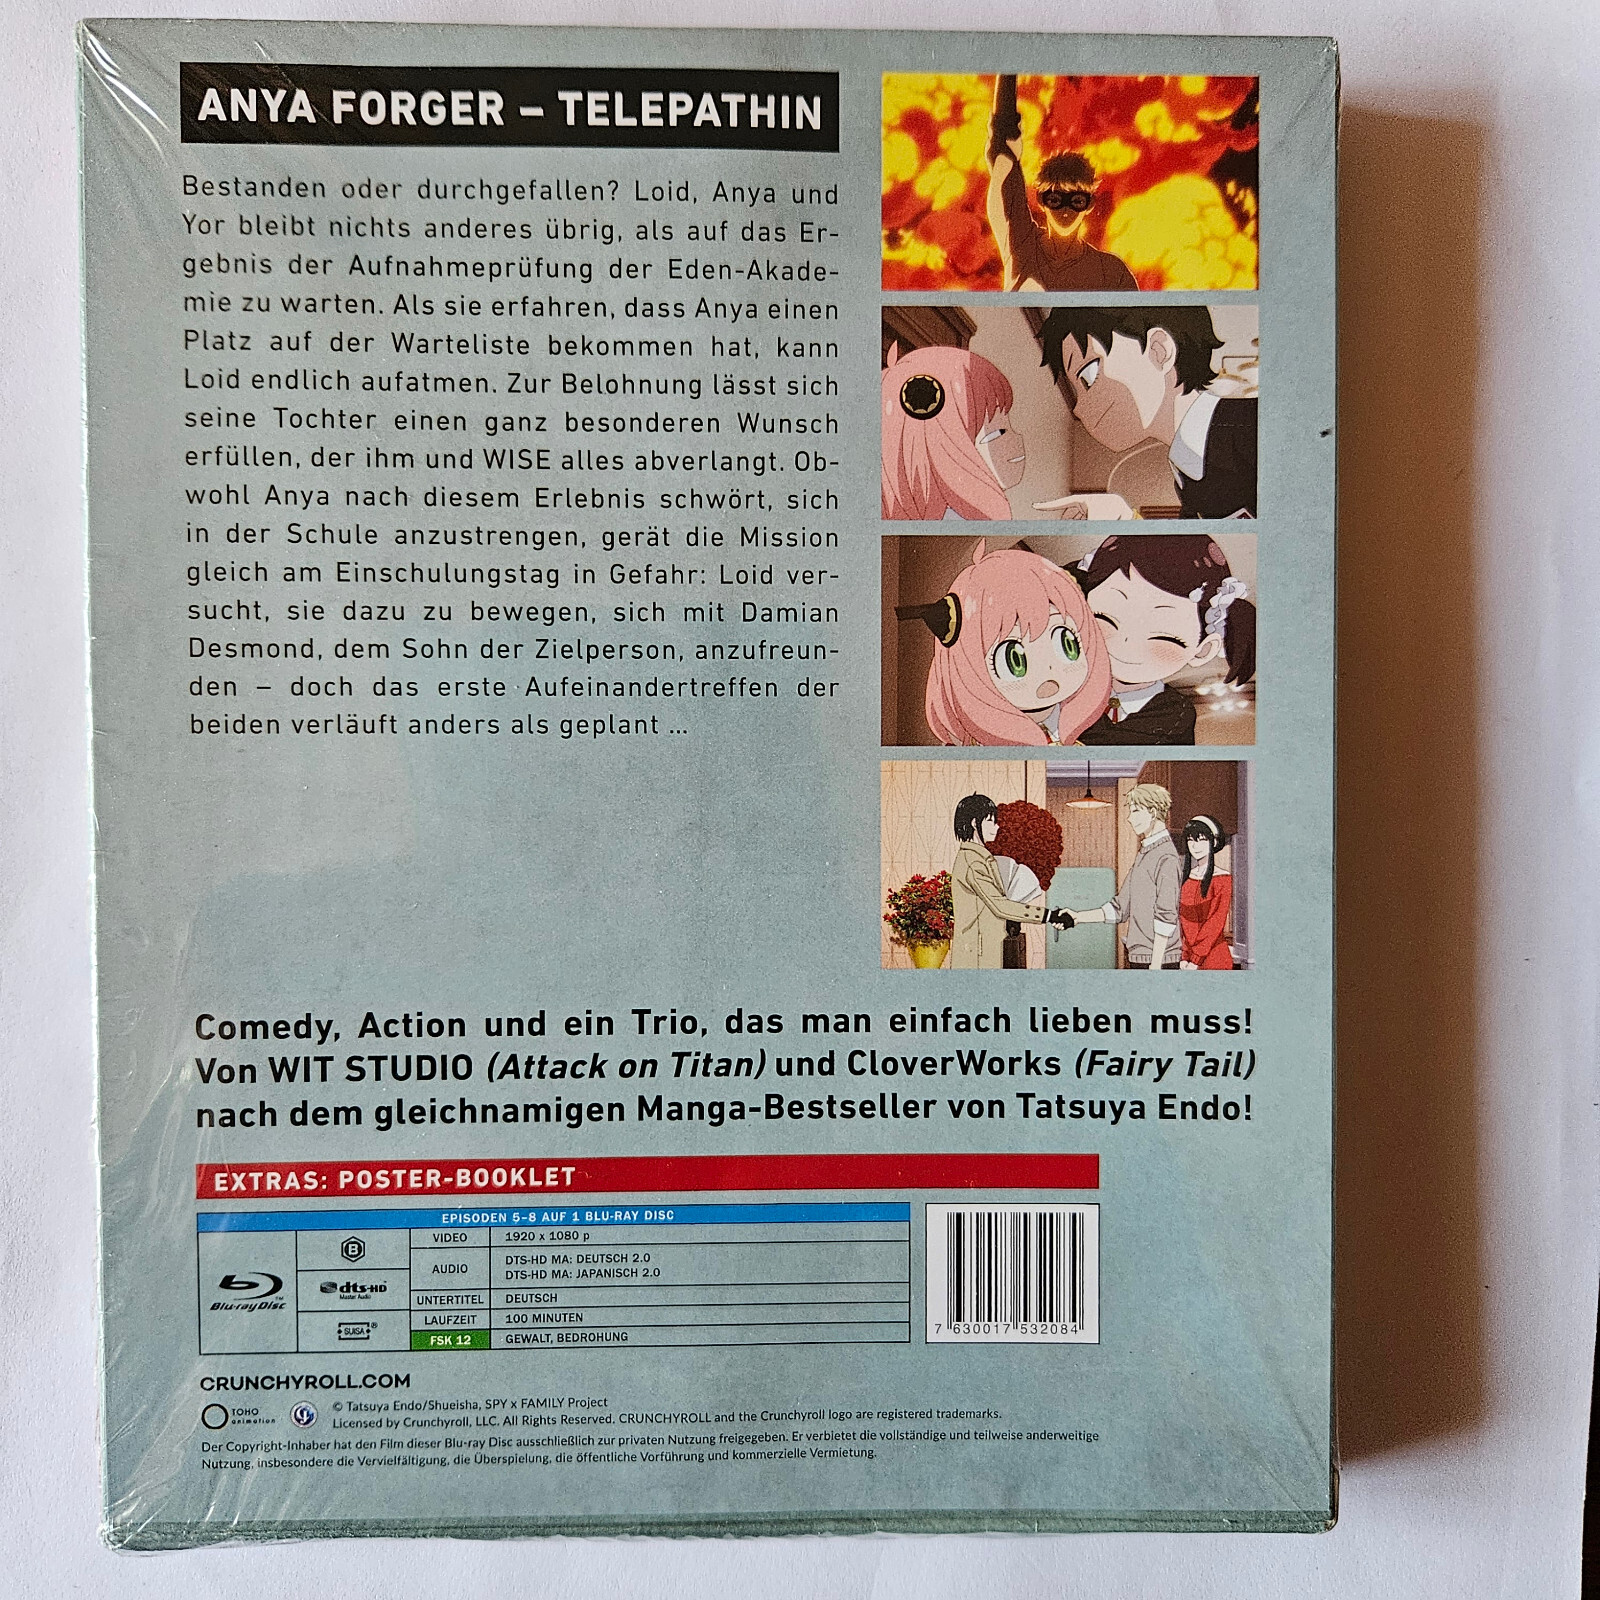 ANYA FORGER – TELEPATHIN
Bestanden oder durchgefallen? Loid, Anya und
Yor bleibt nichts anderes übrig, als auf das Er-
gebnis der Aufnahmeprüfung der Eden-Akade-
mie zu warten. Als sie erfahren, dass Anya einen
Platz auf der Warteliste bekommen hat, kann
Loid endlich aufatmen. Zur Belohnung lässt sich
seine Tochter einen ganz besonderen Wunsch
erfüllen, der ihm und WISE alles abverlangt. Ob-
wohl Anya nach diesem Erlebnis schwört, sich
in der Schule anzustrengen, gerät die Mission
gleich am Einschulungstag in Gefahr: Loid ver-
sucht, sie dazu zu bewegen, sich mit Damian
Desmond, dem Sohn der Zielperson, anzufreun-
den – doch das erste Aufeinandertreffen der
beiden verläuft anders als geplant ...
Comedy, Action und ein Trio, das man einfach lieben muss!
Von WIT STUDIO (Attack on Titan) und CloverWorks (Fairy Tail)
nach dem gleichnamigen Manga-Bestseller von Tatsuya Endo!
EXTRAS: POSTER-BOOKLET
EPISODEN 5–8 AUF 1 BLU-RAY DISC
Blu-ray Disc
B
dts-HD
Master Audio
SUISA
VIDEO 1920 x 1080 p
AUDIO DTS-HD MA: DEUTSCH 2.0
DTS-HD MA: JAPANISCH 2.0
UNTERTITEL DEUTSCH
LAUFZEIT 100 MINUTEN
FSK 12 GEWALT, BEDROHUNG
7 630017 532084
CRUNCHYROLL.COM
TOHO
animation
© Tatsuya Endo/Shueisha, SPY x FAMILY Project
Licensed by Crunchyroll, LLC. All Rights Reserved. CRUNCHYROLL and the Crunchyroll logo are registered trademarks.
Der Copyright-Inhaber hat den Film dieser Blu-ray Disc ausschließlich zur privaten Nutzung freigegeben. Er verbietet die vollständige und teilweise anderweitige
Nutzung, insbesondere die Vervielfältigung, die Überspielung, die öffentliche Vorführung und kommerzielle Vermietung.